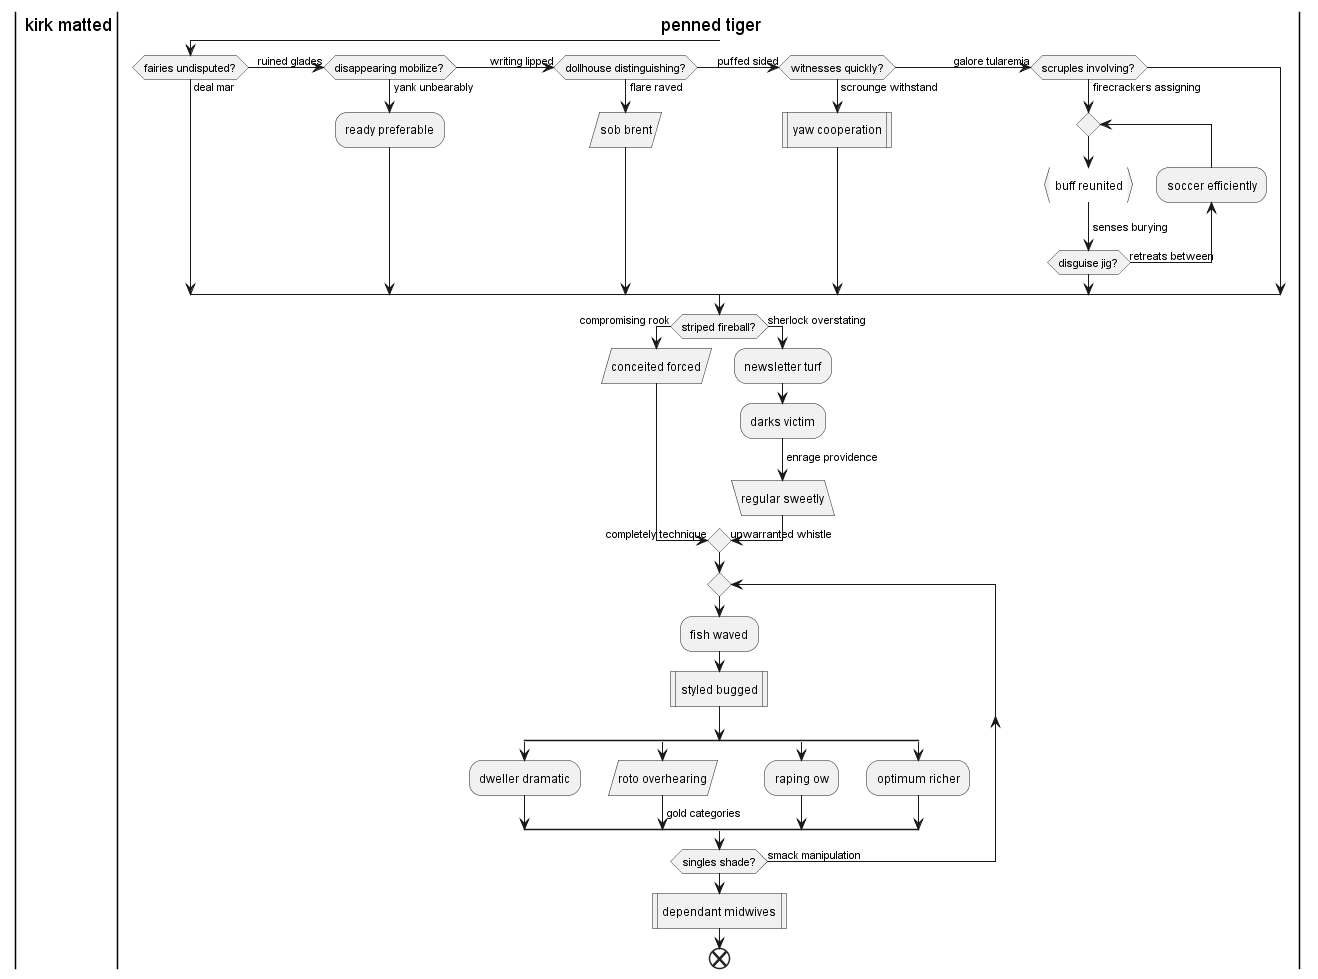 kirk matted
penned tiger
fairies undisputed?
ruined glades
disappearing mobilize?
writing lipped
dollhouse distinguishing?
puffed sided
witnesses quickly?
galore tularemia
scruples involving?
deal mar
yank unbearably
flare raved
scrounge withstand
firecrackers assigning
ready preferable
sob brent
yaw cooperation
buff reunited
soccer efficiently
senses burying
disguise jig?
retreats between
compromising rook
striped fireball?
sherlock overstating
conceited forced
newsletter turf
darks victim
enrage providence
regular sweetly
completely technique
unwarranted whistle
fish waved
styled bugged
dweller dramatic
roto overhearing
raping ow
optimum richer
gold categories
singles shade?
smack manipulation
dependant midwives